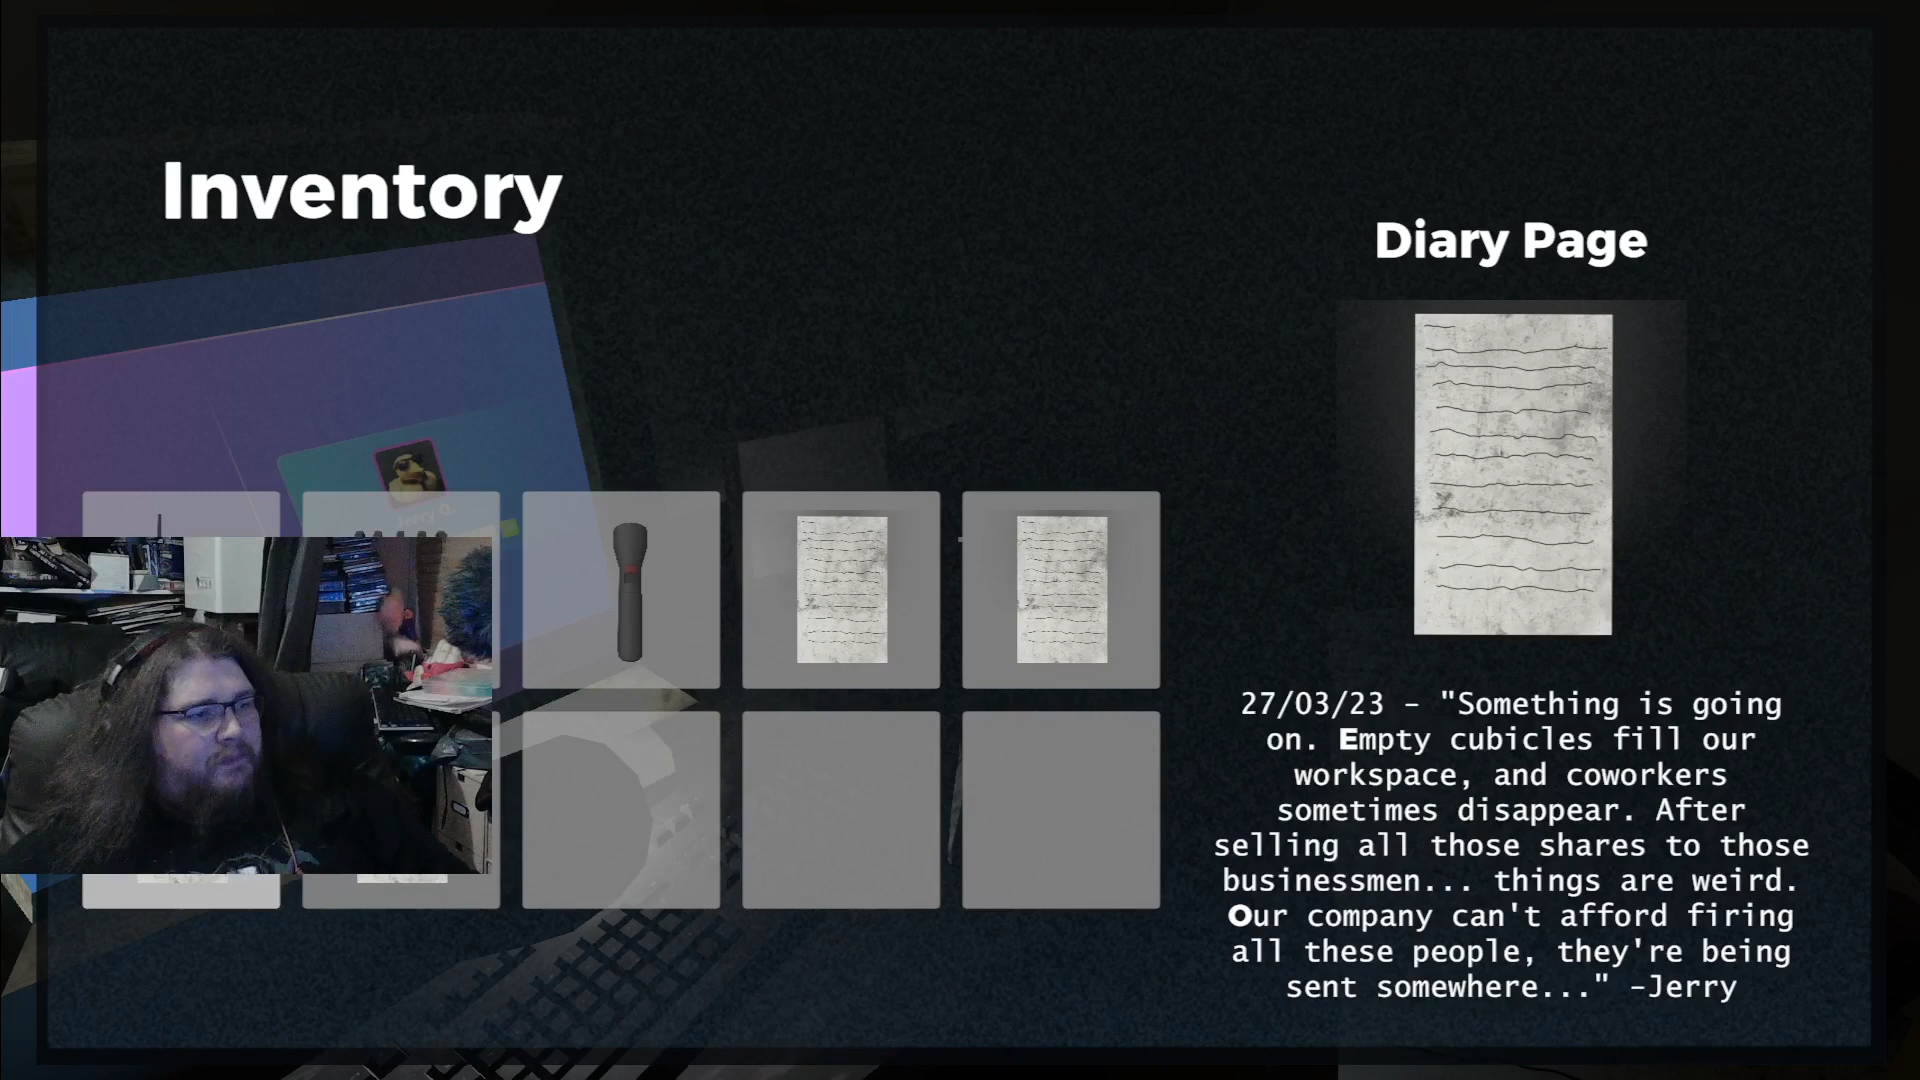 Inventory
Diary Page
Jerry Q.
27/03/23 - "Something is going
on. Empty cubicles fill our
workspace, and coworkers
sometimes disappear. After
selling all those shares to those
businessmen... things are weird.
Our company can't afford firing
all these people, they're being
sent somewhere..." -Jerry